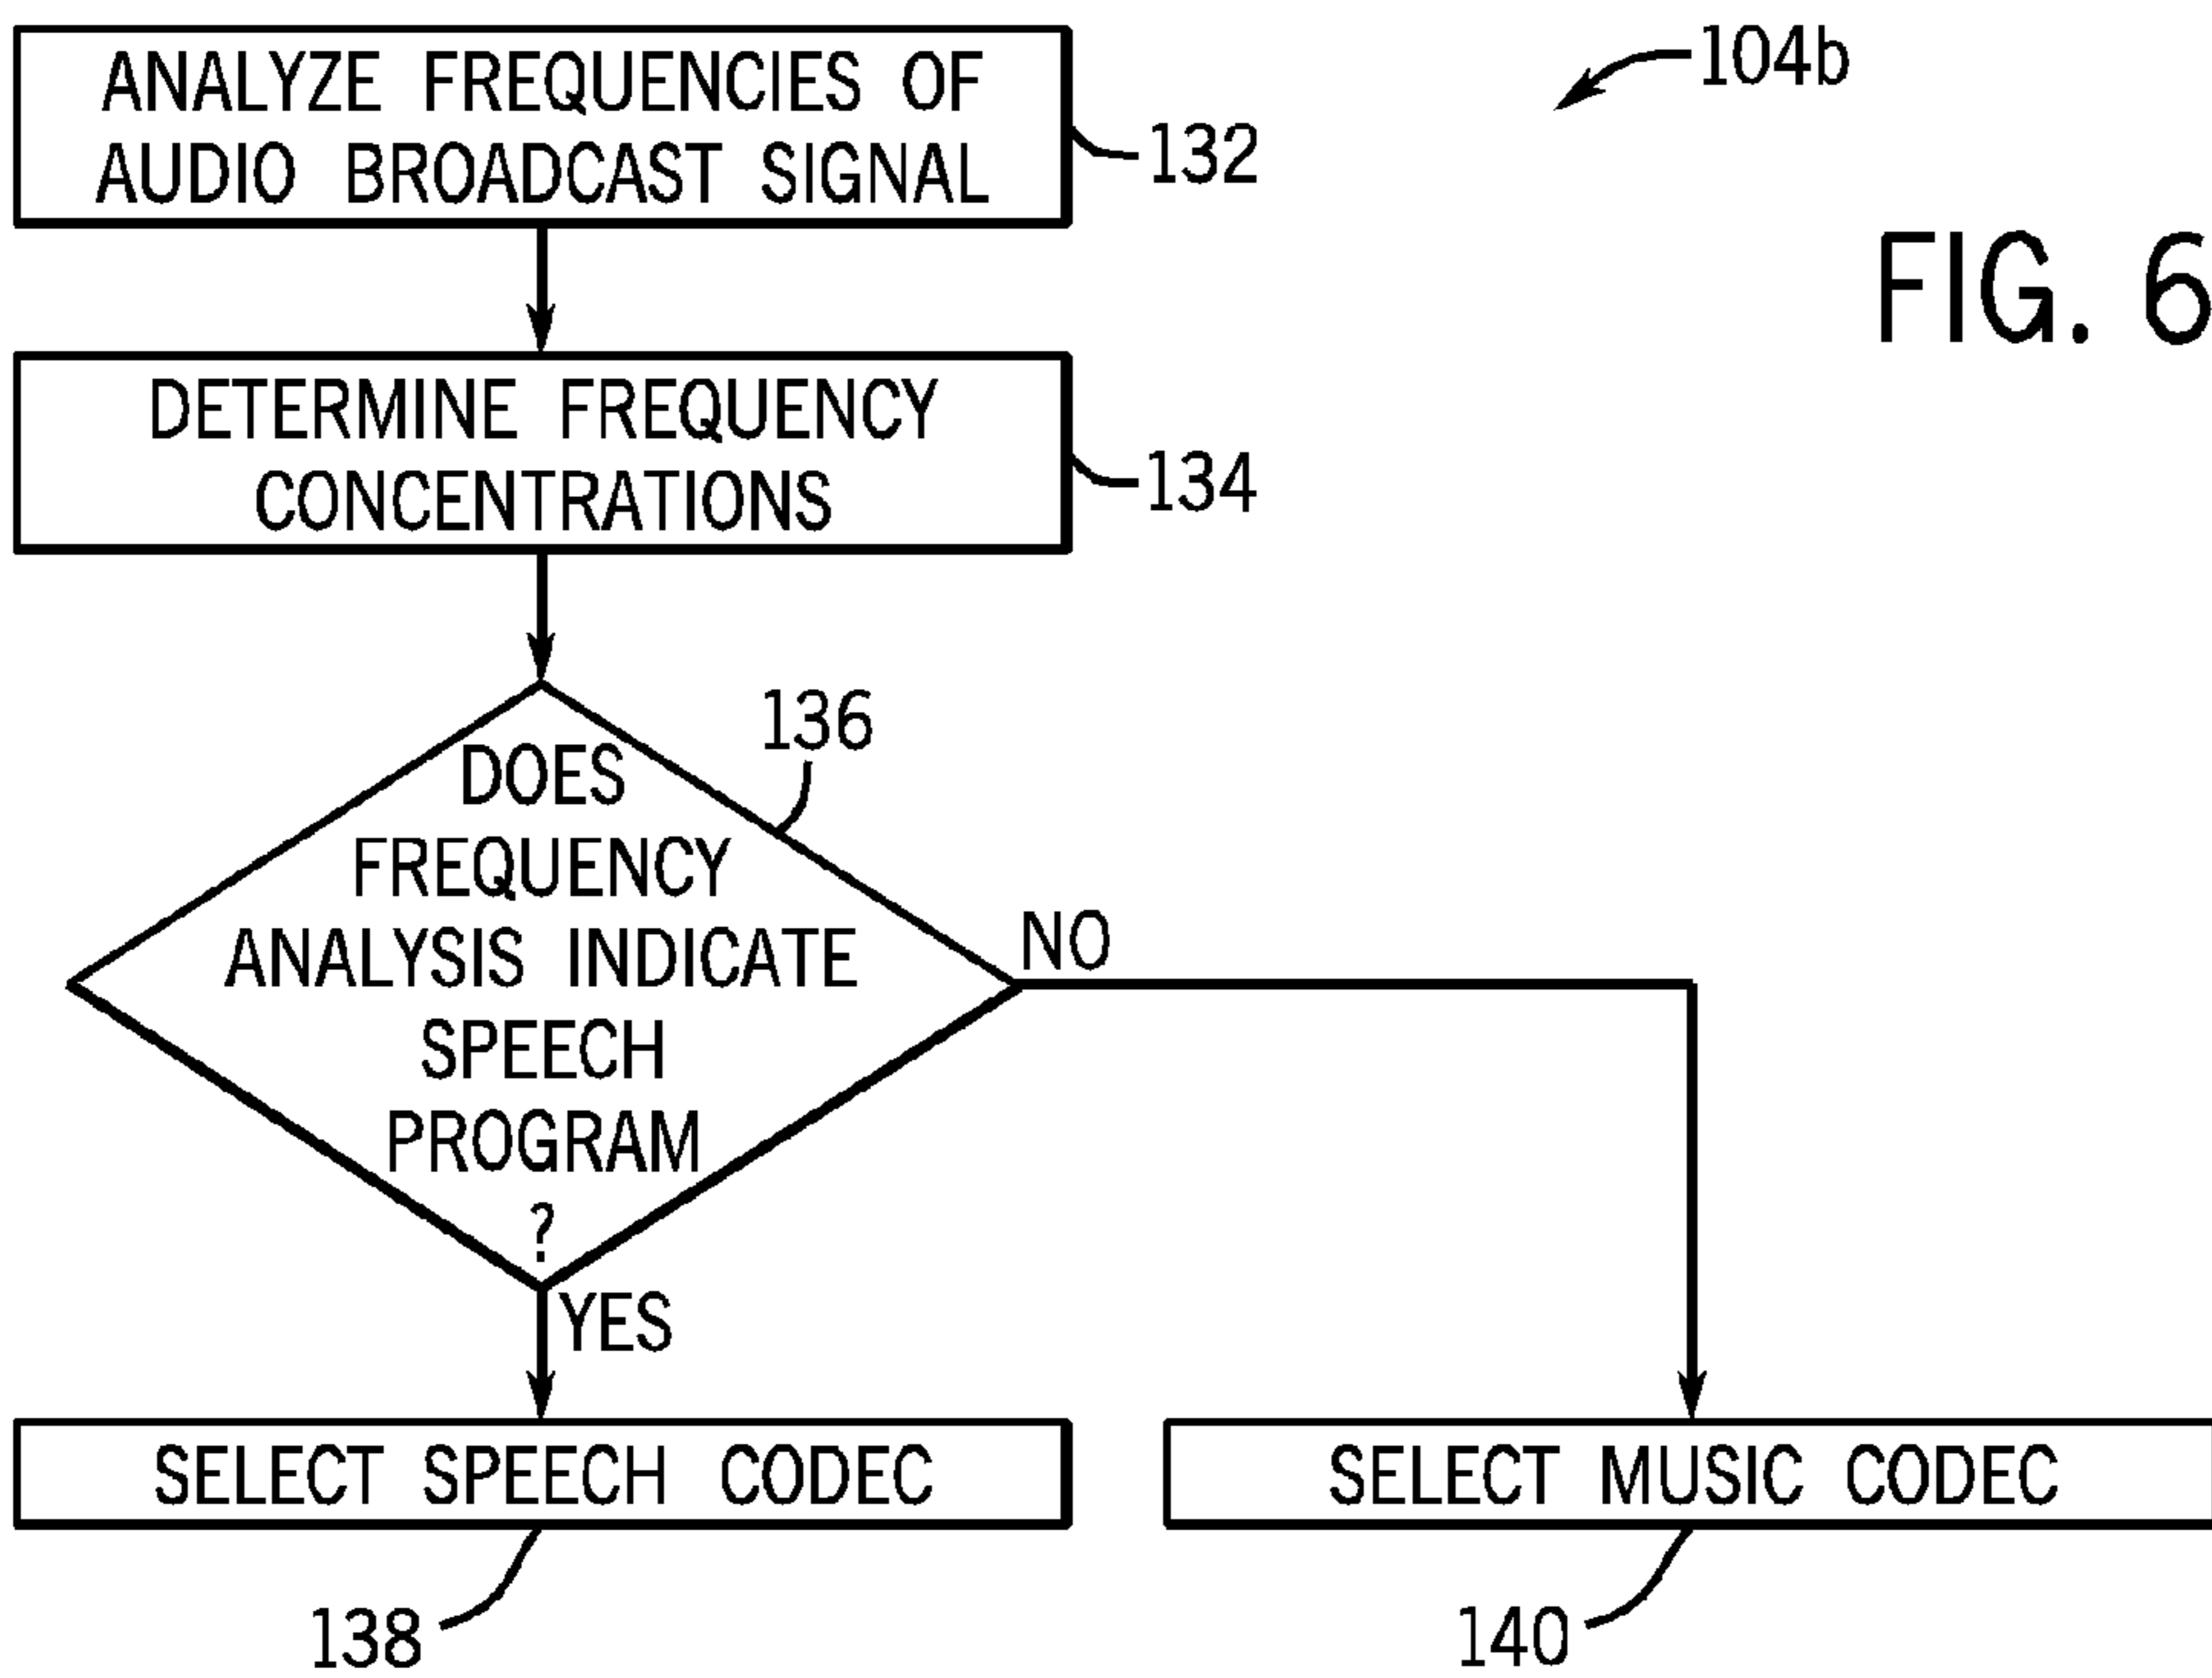 ANALYZE FREQUENCIES OF
AUDIO BROADCAST SIGNAL
132
104b
FIG. 6
DETERMINE FREQUENCY
CONCENTRATIONS
134
136
DOES
FREQUENCY
ANALYSIS INDICATE
SPEECH
PROGRAM
?
NO
YES
SELECT SPEECH CODEC
SELECT MUSIC CODEC
138
140